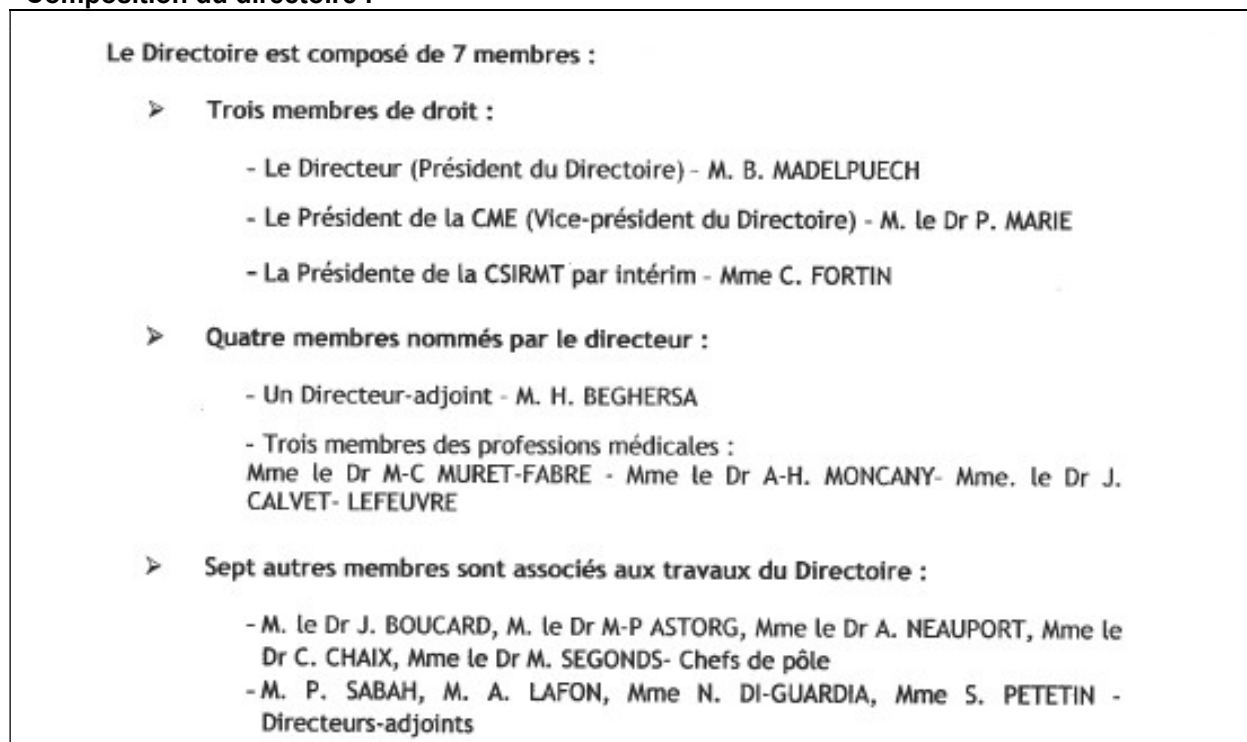 Composition du directoire :
Le Directoire est composé de 7 membres :
➢ Trois membres de droit :
- Le Directeur (Président du Directoire) - M. B. MADELPUECH
- Le Président de la CME (Vice-président du Directoire) - M. le Dr P. MARIE
- La Présidente de la CSIRMT par intérim - Mme C. FORTIN
➢ Quatre membres nommés par le directeur :
- Un Directeur-adjoint - M. H. BEGHERSA
- Trois membres des professions médicales :
Mme le Dr M-C MURET-FABRE - Mme le Dr A-H. MONCANY- Mme. le Dr J.
CALVET- LEFEUVRE
➢ Sept autres membres sont associés aux travaux du Directoire :
- M. le Dr J. BOUCARD, M. le Dr M-P ASTORG, Mme le Dr A. NEAUPORT, Mme le
Dr C. CHAIX, Mme le Dr M. SEGONDS- Chefs de pôle
- M. P. SABAH, M. A. LAFON, Mme N. DI-GUARDIA, Mme S. PETETIN -
Directeurs-adjoints